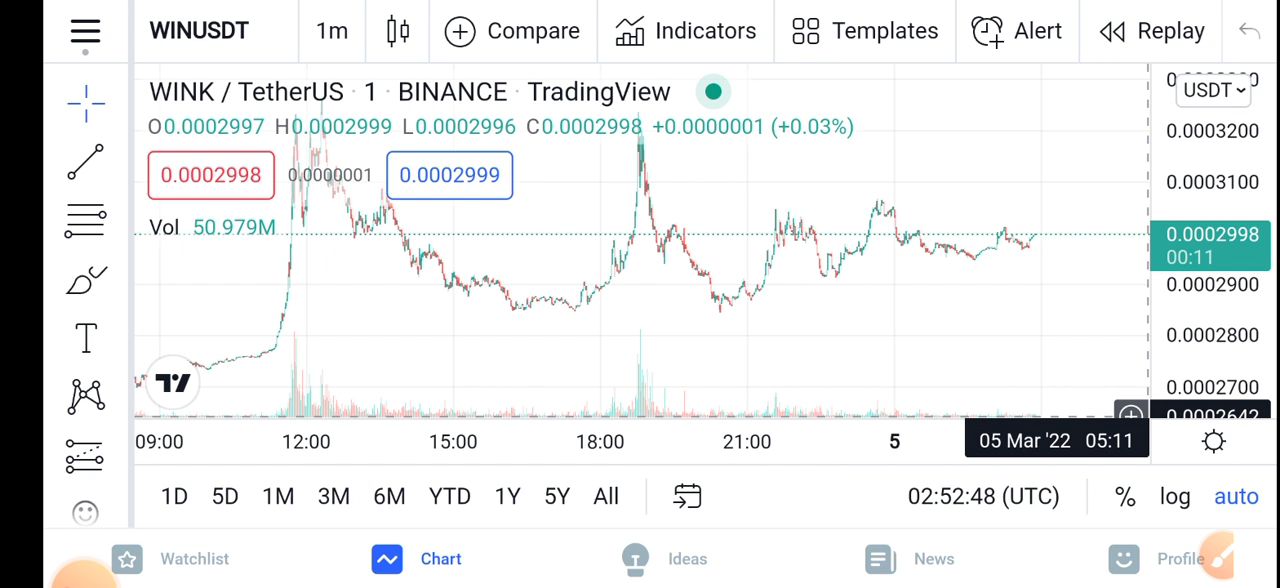 WINUSDT 1m Compare Indicators Templates Alert Replay
WINK / TetherUS · 1 · BINANCE · TradingView
USDT
O0.0002997 H0.0002999 L0.0002996 C0.0002998 +0.0000001 (+0.03%)
0.0003200
0.0002998 0.0000001 0.0002999
0.0003100
Vol 50.979M
0.0002998
00:11
0.0002900
0.0002800
0.0002700
0.0002642
09:00 12:00 15:00 18:00 21:00 5 05 Mar '22 05:11
1D 5D 1M 3M 6M YTD 1Y 5Y All 02:52:48 (UTC) % log auto
Watchlist Chart Ideas News Profile